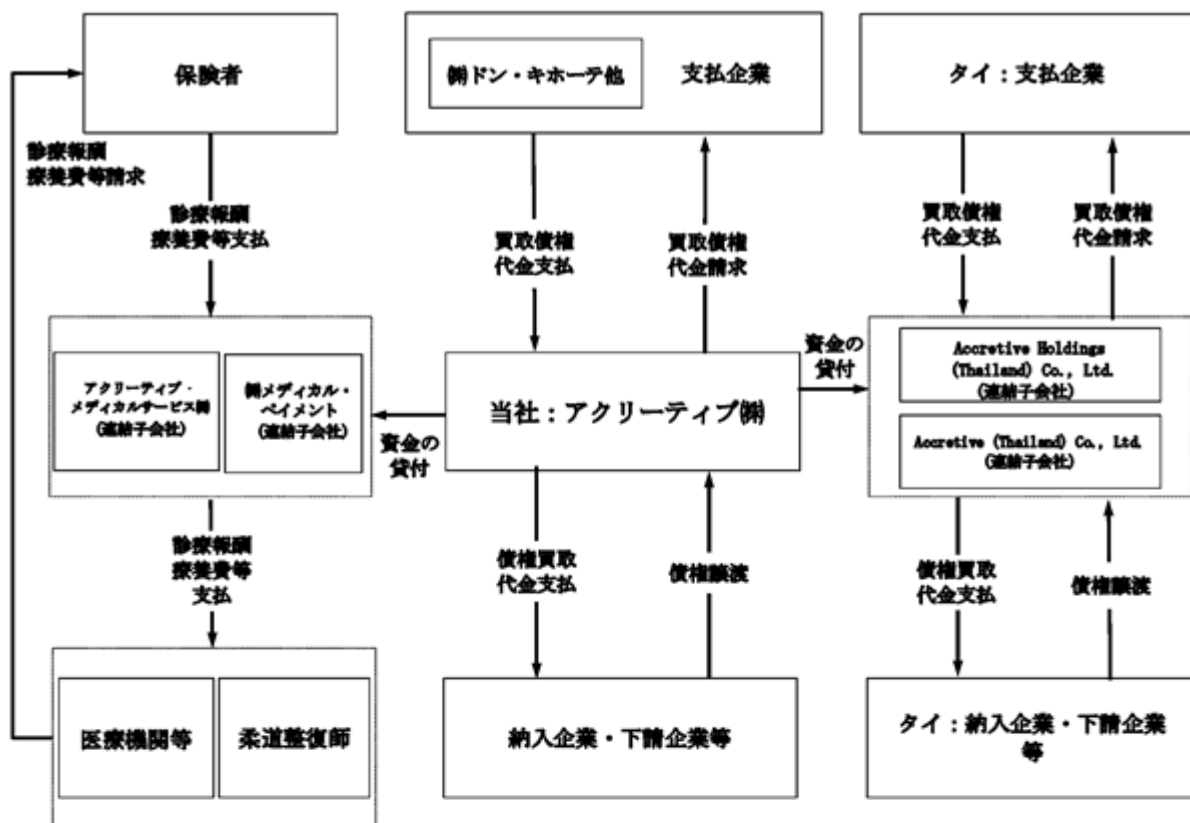 保険者
㈱ドン・キホーテ他
支払企業
タイ：支払企業
診療報酬
療養費等請求
診療報酬
療養費等支払
買取債権
代金支払
買取債権
代金請求
買取債権
代金支払
買取債権
代金請求
アクリーティブ・
メディカルサービス㈱
(連結子会社)
㈱メディカル・
ペイメント
(連結子会社)
資金の
貸付
当社：アクリーティブ㈱
資金の
貸付
Accretive Holdings
(Thailand) Co., Ltd.
(連結子会社)
Accretive (Thailand) Co., Ltd.
(連結子会社)
診療報酬
療養費等
支払
債権買取
代金支払
債権譲渡
債権買取
代金支払
債権譲渡
医療機関等
柔道整復師
納入企業・下請企業等
タイ：納入企業・下請企業
等